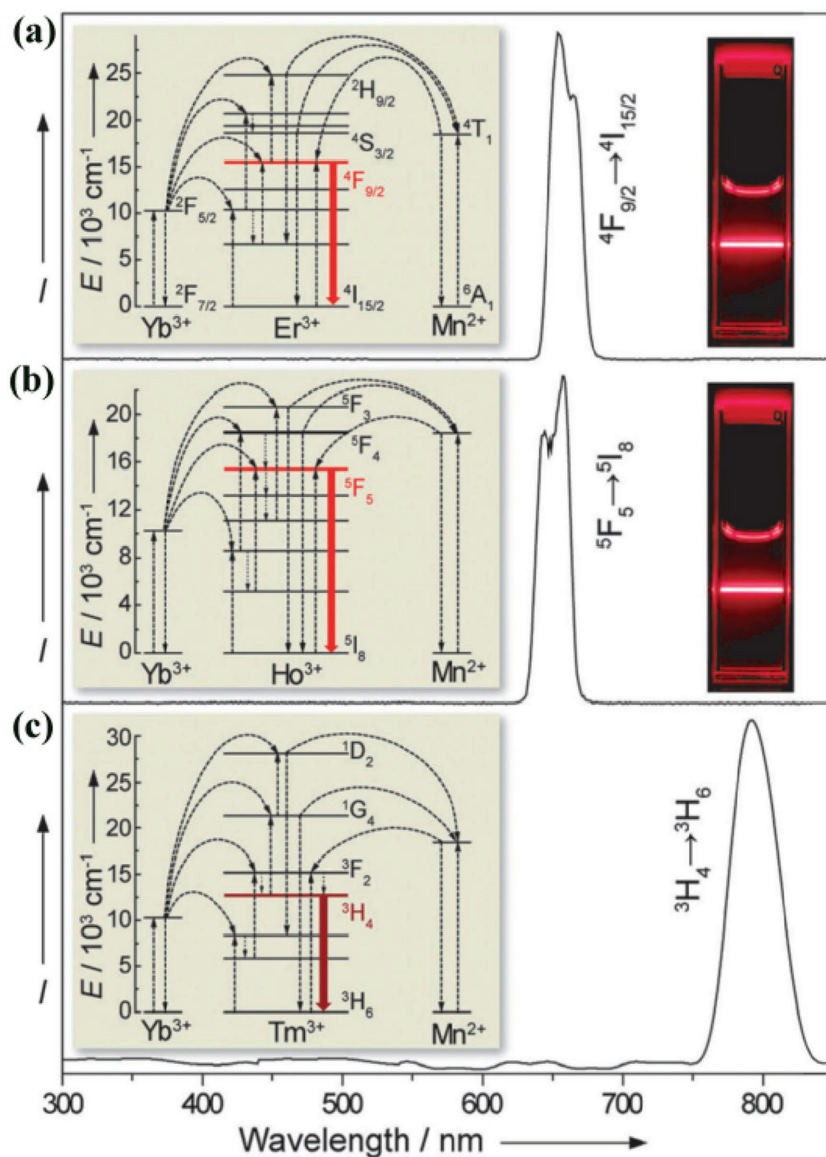 (a)
I
E / 10³ cm⁻¹
25
20
15
10
5
0
²F₅/₂
²F₇/₂
Yb³⁺
²H₉/₂
⁴S₃/₂
⁴F₉/₂
⁴I₁₅/₂
Er³⁺
⁴T₁
⁶A₁
Mn²⁺
⁴F₉/₂→⁴I₁₅/₂
(b)
I
E / 10³ cm⁻¹
20
16
12
8
4
0
Yb³⁺
⁵F₃
⁵F₄
⁵F₅
⁵I₈
Ho³⁺
Mn²⁺
⁵F₅→⁵I₈
(c)
I
E / 10³ cm⁻¹
30
25
20
15
10
5
0
Yb³⁺
¹D₂
¹G₄
³F₂
³H₄
³H₆
Tm³⁺
Mn²⁺
³H₄→³H₆
300 400 500 600 700 800
Wavelength / nm